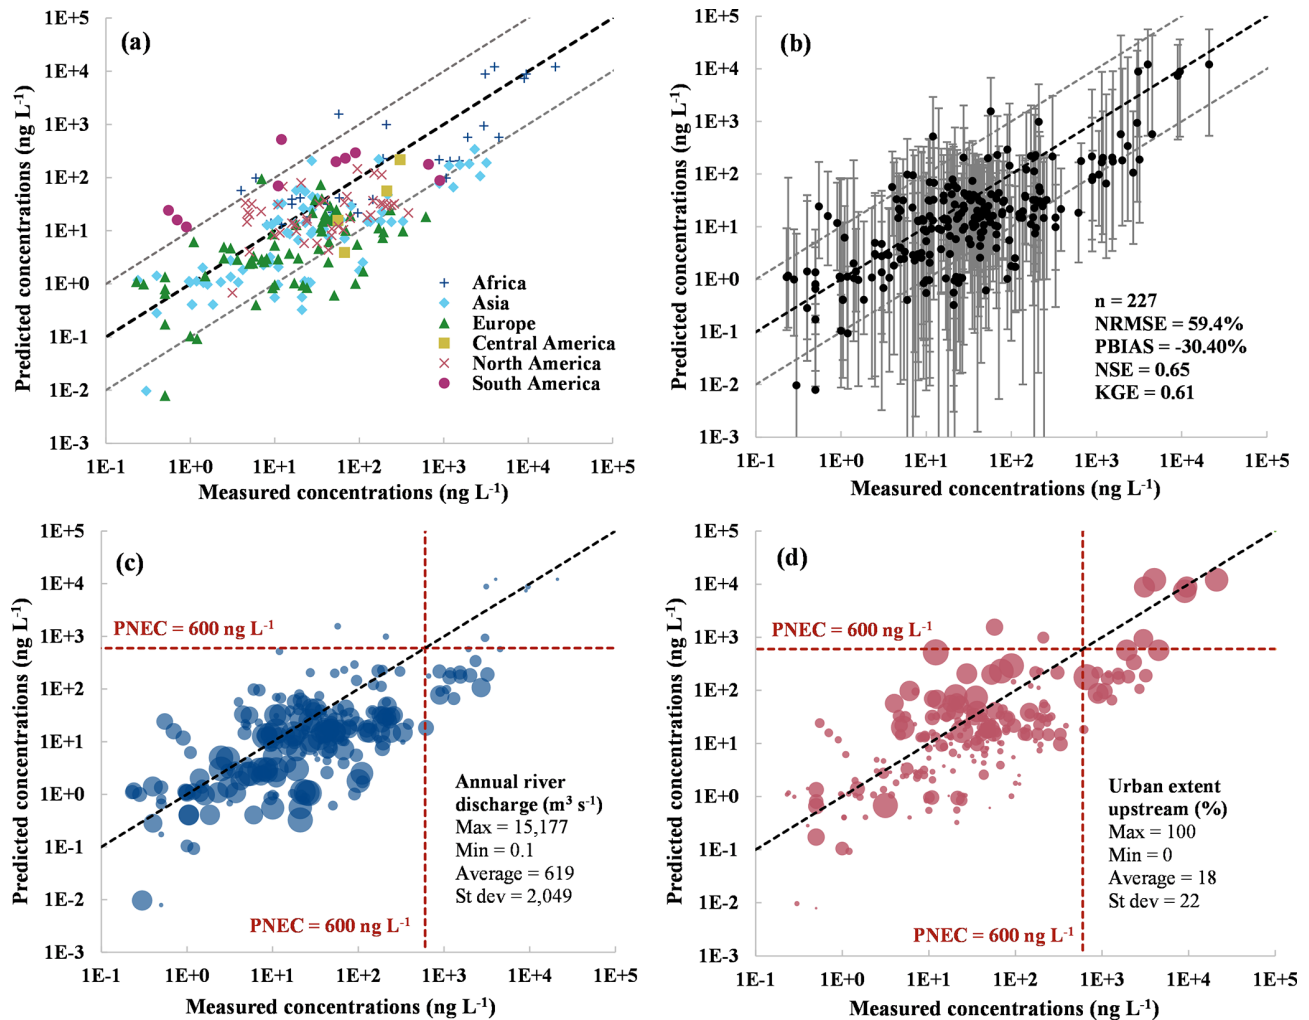 (a)
Predicted concentrations (ng L-1)
1E+5
1E+4
1E+3
1E+2
1E+1
1E+0
1E-1
1E-2
1E-3
Africa
Asia
Europe
Central America
North America
South America
1E-1 1E+0 1E+1 1E+2 1E+3 1E+4 1E+5
Measured concentrations (ng L-1)
(b)
Predicted concentrations (ng L-1)
1E+5
1E+4
1E+3
1E+2
1E+1
1E+0
1E-1
1E-2
1E-3
n = 227
NRMSE = 59.4%
PBIAS = -30.40%
NSE = 0.65
KGE = 0.61
1E-1 1E+0 1E+1 1E+2 1E+3 1E+4 1E+5
Measured concentrations (ng L-1)
(c)
Predicted concentrations (ng L-1)
1E+5
1E+4
1E+3
1E+2
1E+1
1E+0
1E-1
1E-2
1E-3
PNEC = 600 ng L-1
Annual river
discharge (m3 s-1)
Max = 15,177
Min = 0.1
Average = 619
St dev = 2,049
PNEC = 600 ng L-1
1E-1 1E+0 1E+1 1E+2 1E+3 1E+4 1E+5
Measured concentrations (ng L-1)
(d)
Predicted concentrations (ng L-1)
1E+5
1E+4
1E+3
1E+2
1E+1
1E+0
1E-1
1E-2
1E-3
PNEC = 600 ng L-1
Urban extent
upstream (%)
Max = 100
Min = 0
Average = 18
St dev = 22
PNEC = 600 ng L-1
1E-1 1E+0 1E+1 1E+2 1E+3 1E+4 1E+5
Measured concentrations (ng L-1)